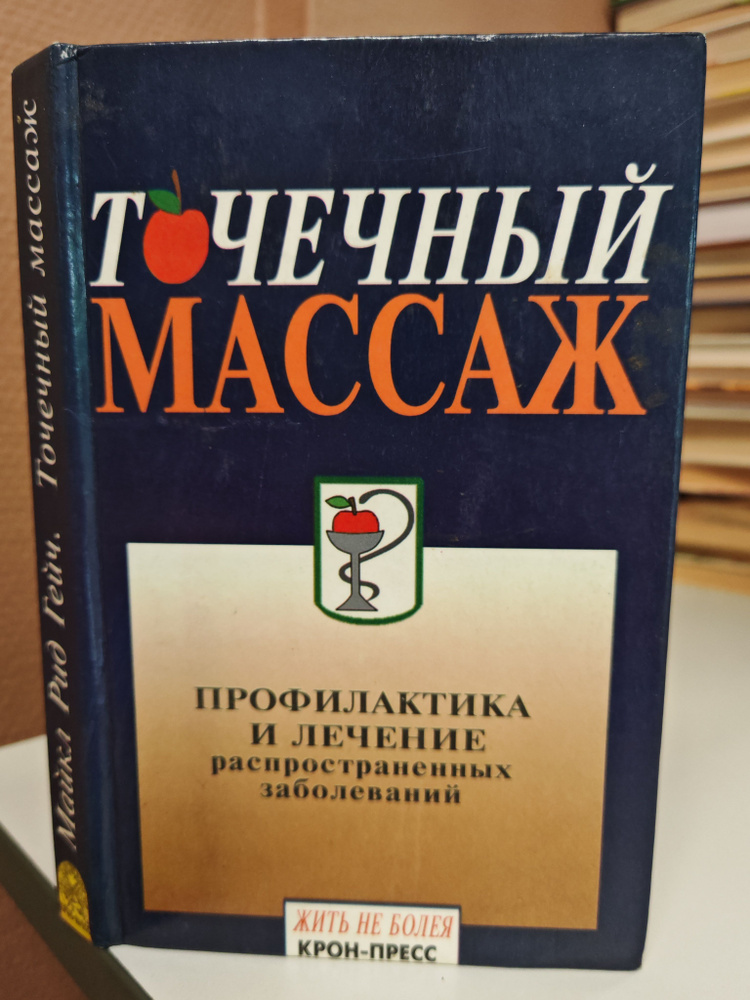 Майкл Рид Гейч. Точечный массаж
ТОЧЕЧНЫЙ
МАССАЖ
ПРОФИЛАКТИКА
И ЛЕЧЕНИЕ
распространенных
заболеваний
ЖИТЬ НЕ БОЛЕЯ
КРОН-ПРЕСС